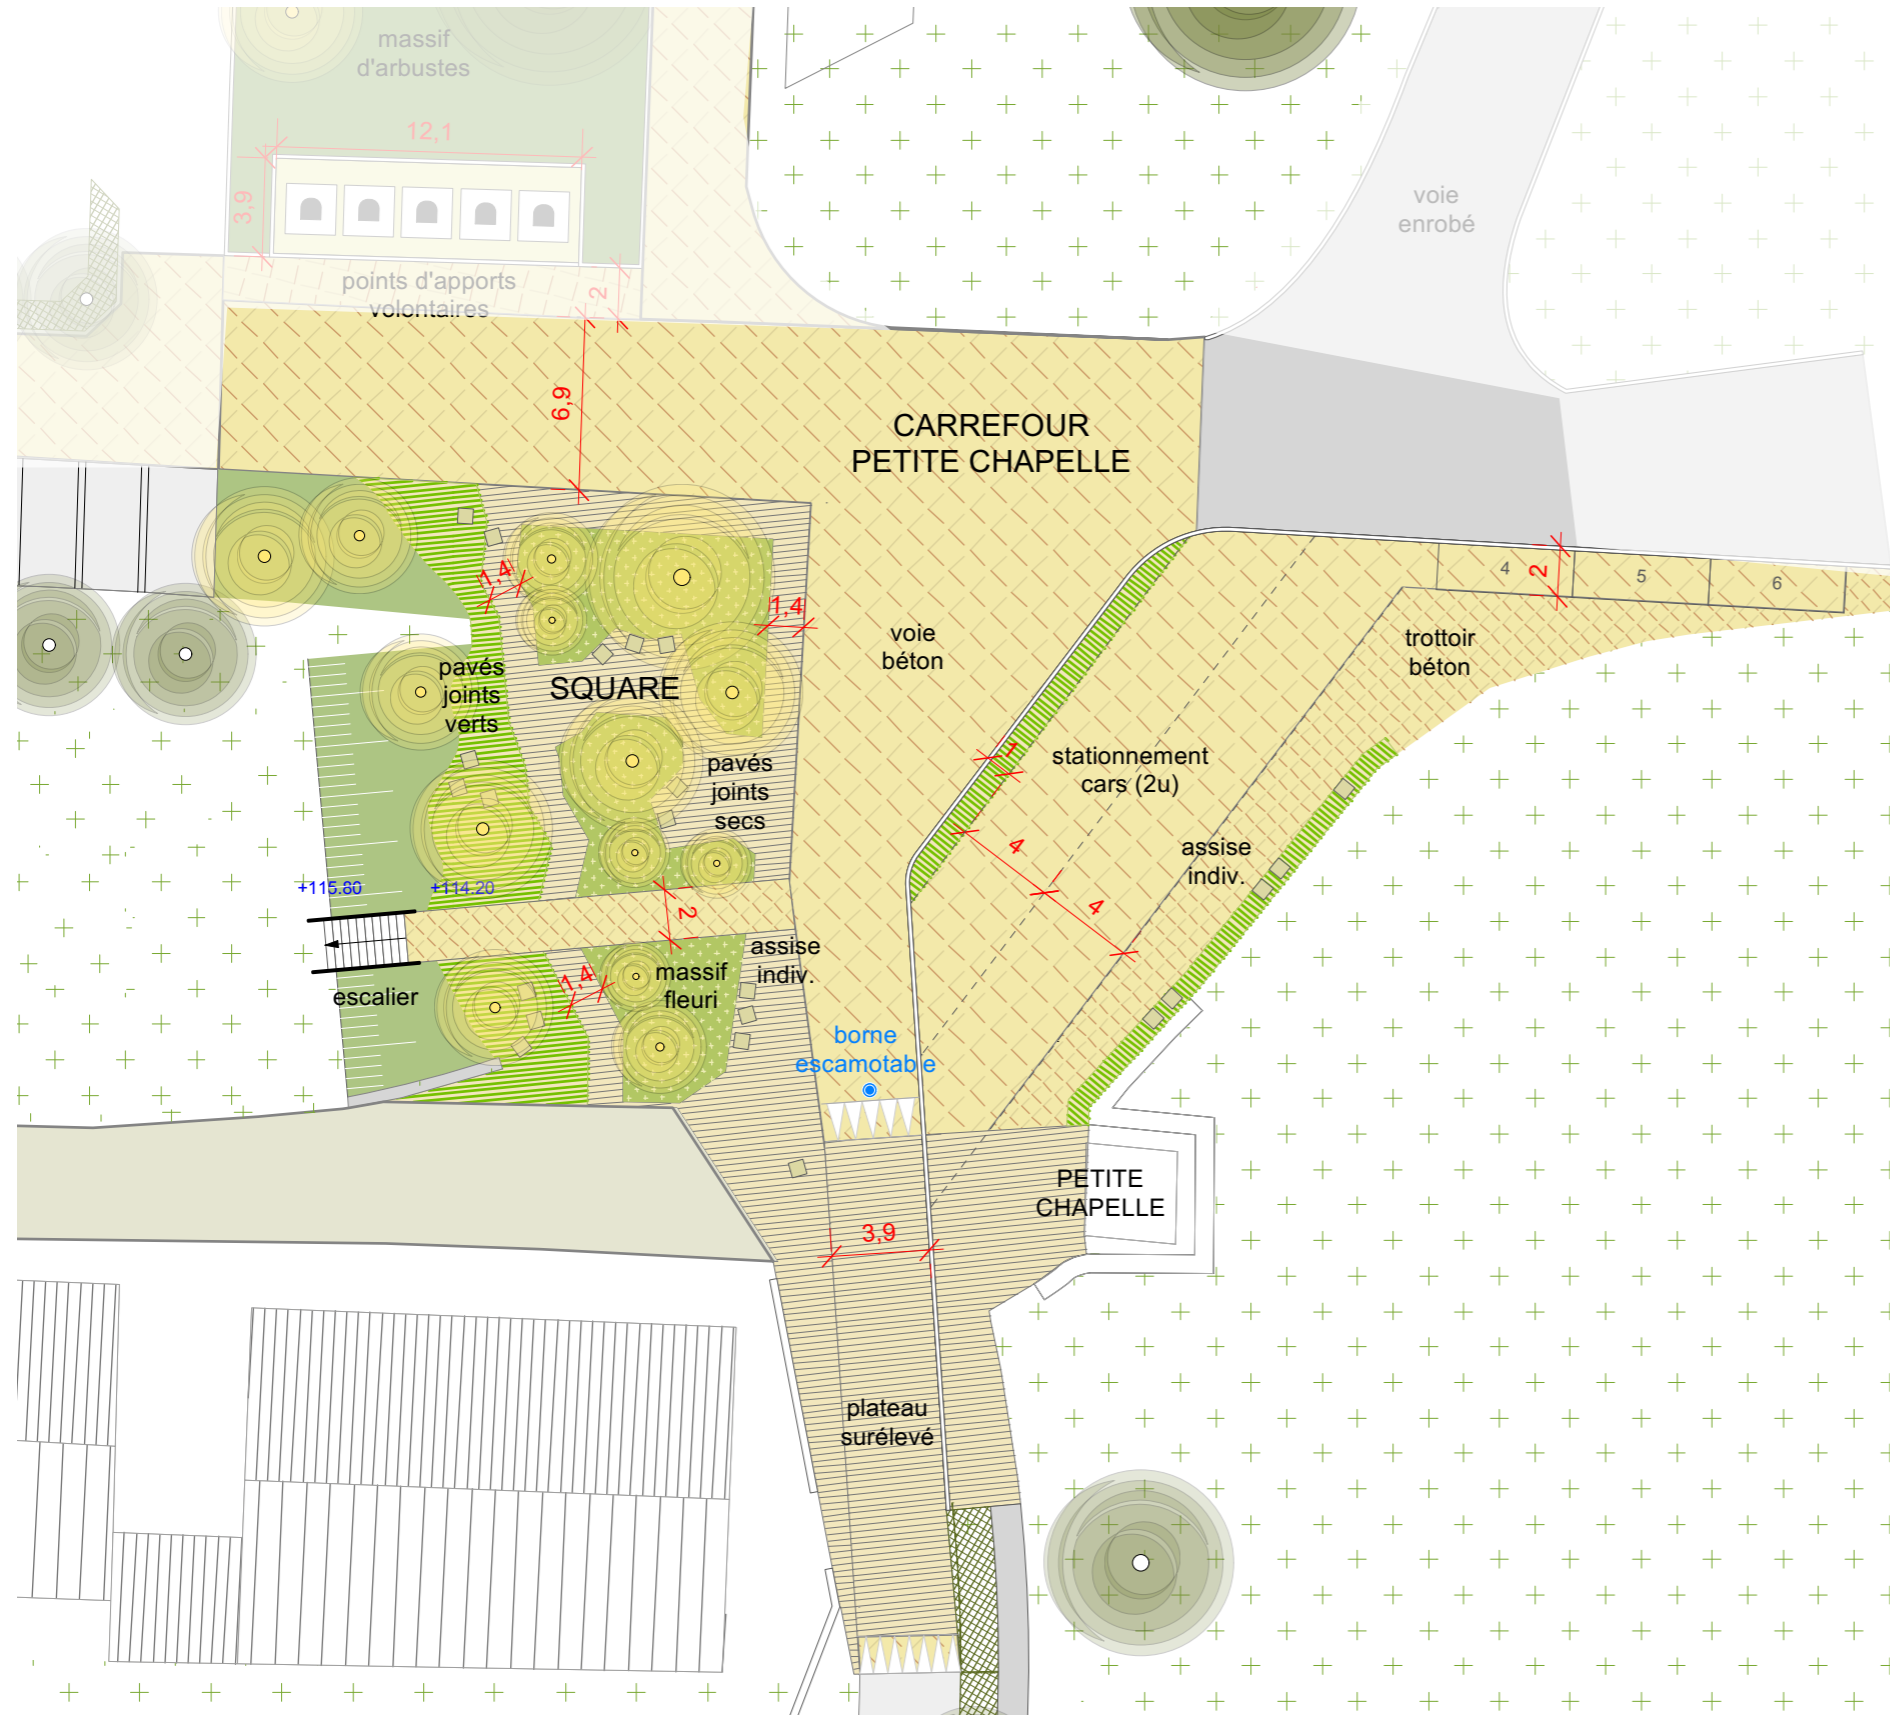 massif
d'arbustes
12,1
3,9
voie
enrobé
points d'apports
volontaires
2
6,9
CARREFOUR
PETITE CHAPELLE
1,4
1,4
4
2
5
6
voie
béton
trottoir
béton
pavés
joints
verts
SQUARE
1
stationnement
cars (2u)
pavés
joints
secs
4
assise
indiv.
+115.80
+114.20
2
4
assise
indiv.
massif
fleuri
1,4
escalier
borne
escamotable
PETITE
CHAPELLE
3,9
plateau
surélevé